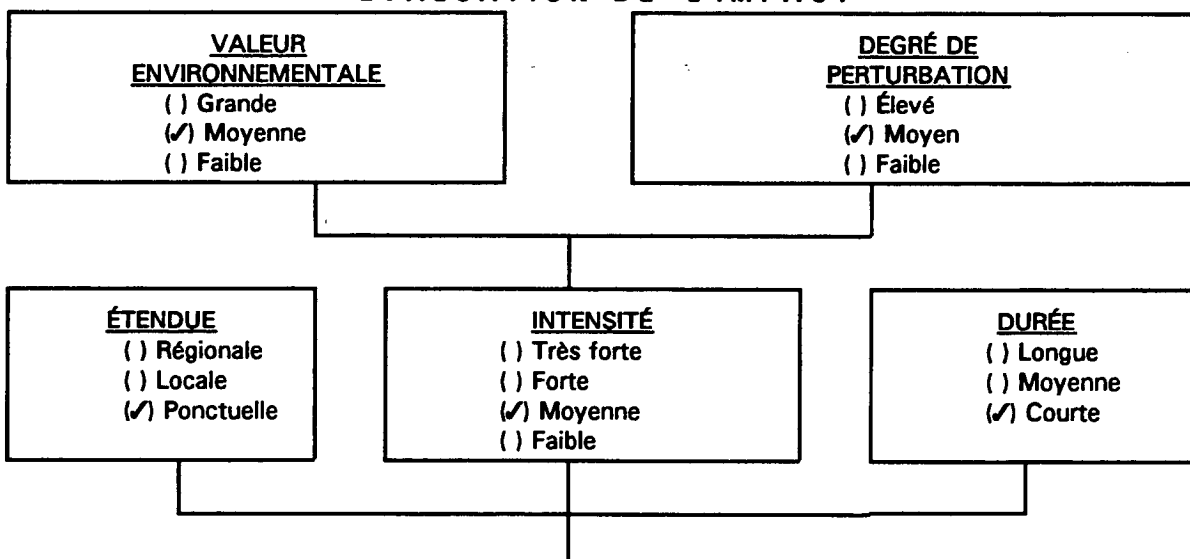 VALEUR
ENVIRONNEMENTALE
( ) Grande
(✓) Moyenne
( ) Faible
DEGRÉ DE
PERTURBATION
( ) Élevé
(✓) Moyen
( ) Faible
ÉTENDUE
( ) Régionale
( ) Locale
(✓) Ponctuelle
INTENSITÉ
( ) Très forte
( ) Forte
(✓) Moyenne
( ) Faible
DURÉE
( ) Longue
( ) Moyenne
(✓) Courte